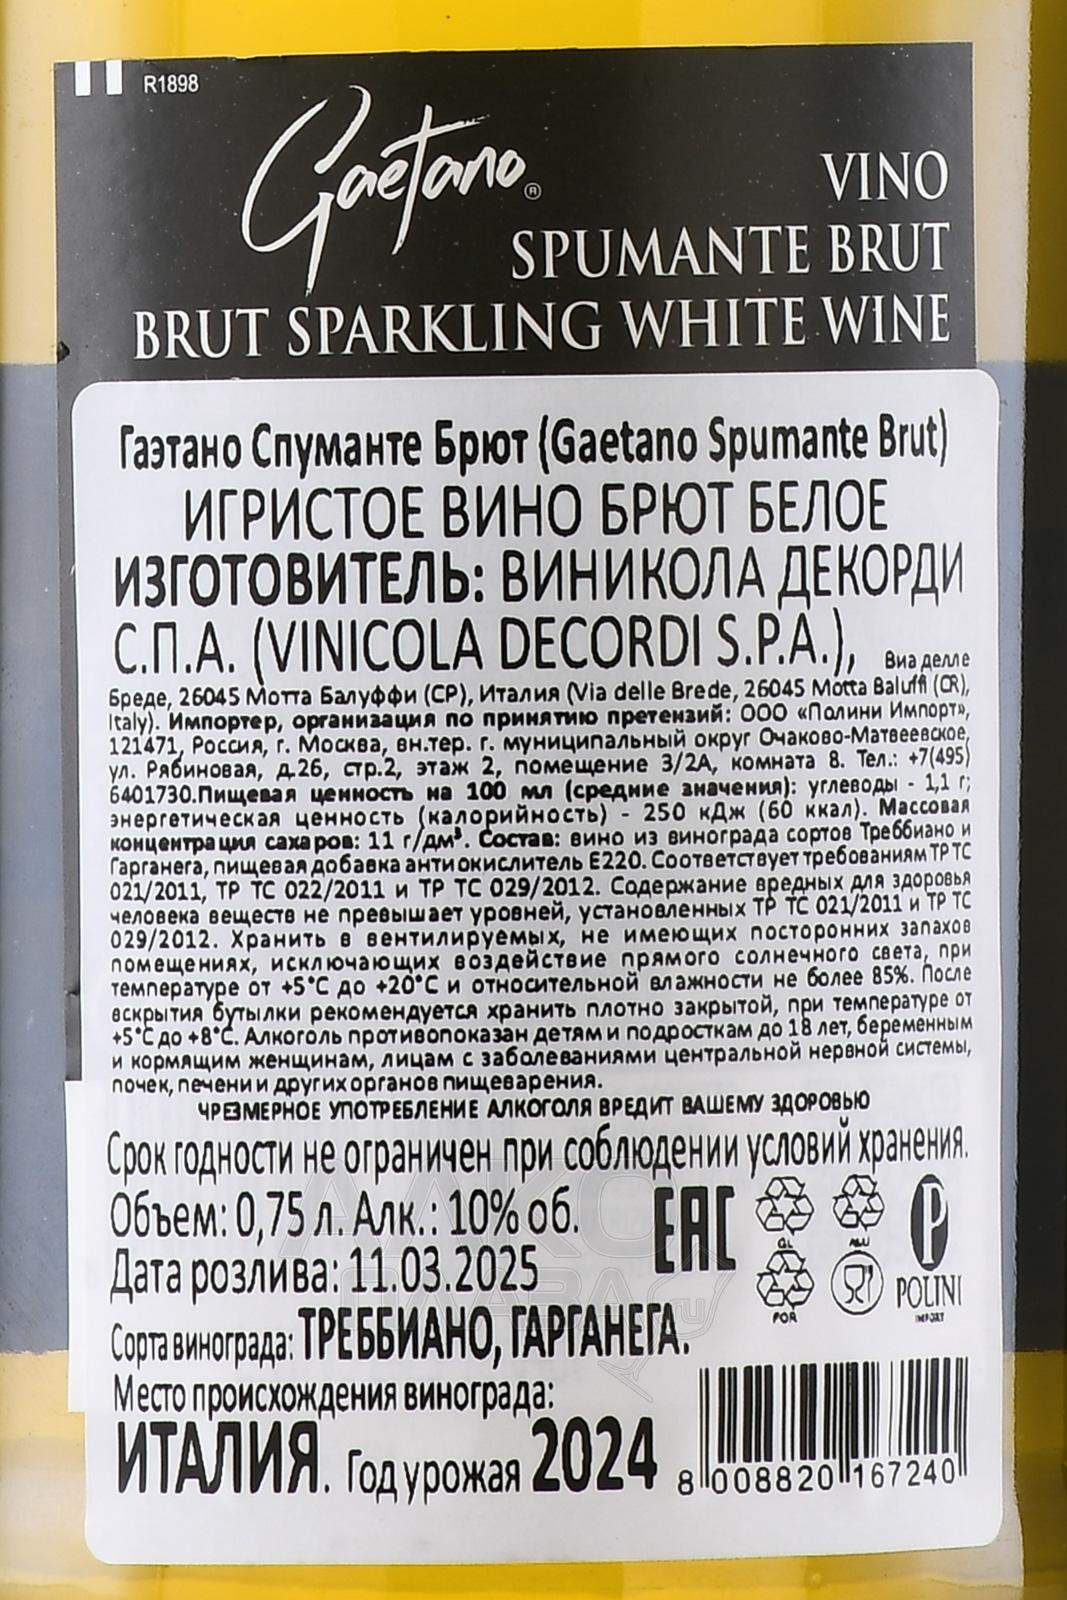 R1898
Gaetano ®
VINO
SPUMANTE BRUT
BRUT SPARKLING WHITE WINE
Гаэтано Спуманте Брют (Gaetano Spumante Brut)
ИГРИСТОЕ ВИНО БРЮТ БЕЛОЕ
ИЗГОТОВИТЕЛЬ: ВИНИКОЛА ДЕКОРДИ
С.П.А. (VINICOLA DECORDI S.P.A.), Виа делле
Бреде, 26045 Мотта Балуффи (СР), Италия (Via delle Brede, 26045 Motta Baluffi (CR),
Italy). Импортер, организация по принятию претензий: ООО «Полини Импорт»,
121471, Россия, г. Москва, вн.тер. г. муниципальный округ Очаково-Матвеевское,
ул. Рябиновая, д.26, стр.2, этаж 2, помещение 3/2А, комната 8. Тел.: +7(495)
6401730.Пищевая ценность на 100 мл (средние значения): углеводы - 1,1 г;
энергетическая ценность (калорийность) - 250 кДж (60 ккал). Массовая
концентрация сахаров: 11 г/дм³. Состав: вино из винограда сортов Треббиано и
Гарганега, пищевая добавка антиокислитель Е220. Соответствует требованиям ТР ТС
021/2011, ТР ТС 022/2011 и ТР ТС 029/2012. Содержание вредных для здоровья
человека веществ не превышает уровней, установленных ТР ТС 021/2011 и ТР ТС
029/2012. Хранить в вентилируемых, не имеющих посторонних запахов
помещениях, исключающих воздействие прямого солнечного света, при
температуре от +5°С до +20°С и относительной влажности не более 85%. После
вскрытия бутылки рекомендуется хранить плотно закрытой, при температуре от
+5°С до +8°С. Алкоголь противопоказан детям и подросткам до 18 лет, беременным
и кормящим женщинам, лицам с заболеваниями центральной нервной системы,
почек, печени и других органов пищеварения.
ЧРЕЗМЕРНОЕ УПОТРЕБЛЕНИЕ АЛКОГОЛЯ ВРЕДИТ ВАШЕМУ ЗДОРОВЬЮ
Срок годности не ограничен при соблюдении условий хранения.
Объем: 0,75 л. Алк.: 10% об.
EAC
GL
ALU
POR
P
POLINI
IMPORT
Дата розлива: 11.03.2025
Сорта винограда: ТРЕББИАНО, ГАРГАНЕГА.
Место происхождения винограда:
ИТАЛИЯ. Год урожая 2024
8 008820 167240